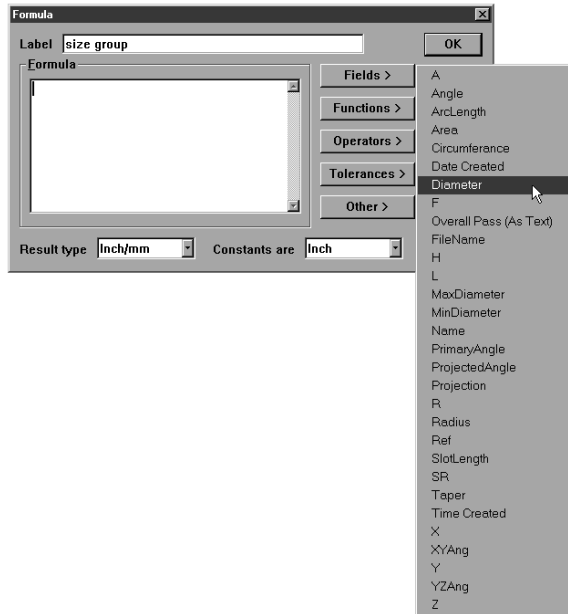 Formula
Label size group
OK
Formula
Fields >
Functions >
Operators >
Tolerances >
Other >
Result type Inch/mm Constants are Inch
A
Angle
ArcLength
Area
Circumferance
Date Created
Diameter
F
Overall Pass (As Text)
FileName
H
L
MaxDiameter
MinDiameter
Name
PrimaryAngle
ProjectedAngle
Projection
R
Radius
Ref
SlotLength
SR
Taper
Time Created
X
XYAng
Y
YZAng
Z